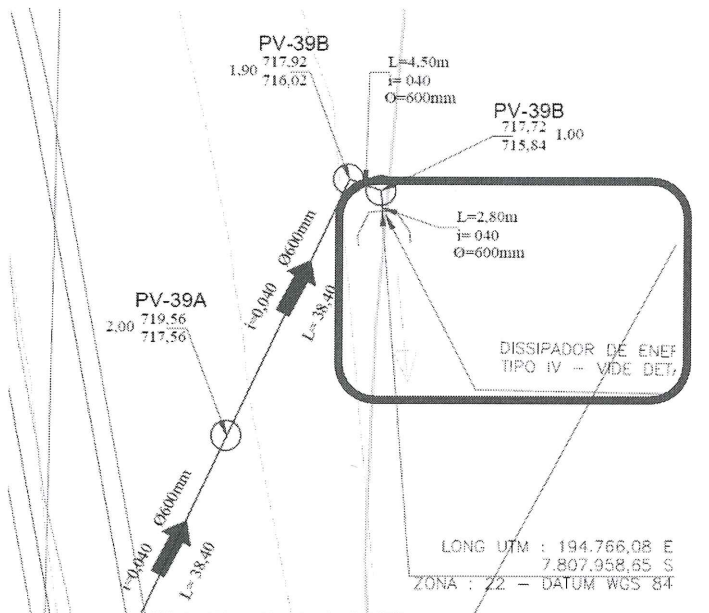 PV-39B
717,92
1,90
716,02
L=4,50m
i= 040
Ø=600mm
PV-39B
717,72
1,00
715,84
L=2,80m
i= 040
Ø=600mm
Ø600mm
i=0,040
L= 38,40
PV-39A
719,56
2,00
717,56
DISSIPADOR DE ENER
TIPO IV – VIDE DET
Ø600mm
i=0,040
L= 38,40
LONG UTM : 194.766,08 E
7.807.958,65 S
ZONA : 22 – DATUM WGS 84